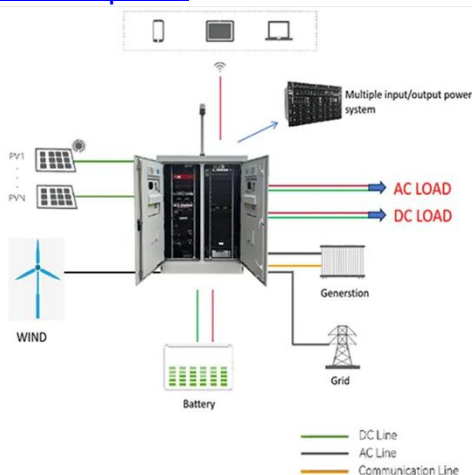 Multiple input/output power
system
PV1
PVN
AC LOAD
DC LOAD
WIND
Generstion
Grid
Battery
DC Line
AC Line
Communication Line